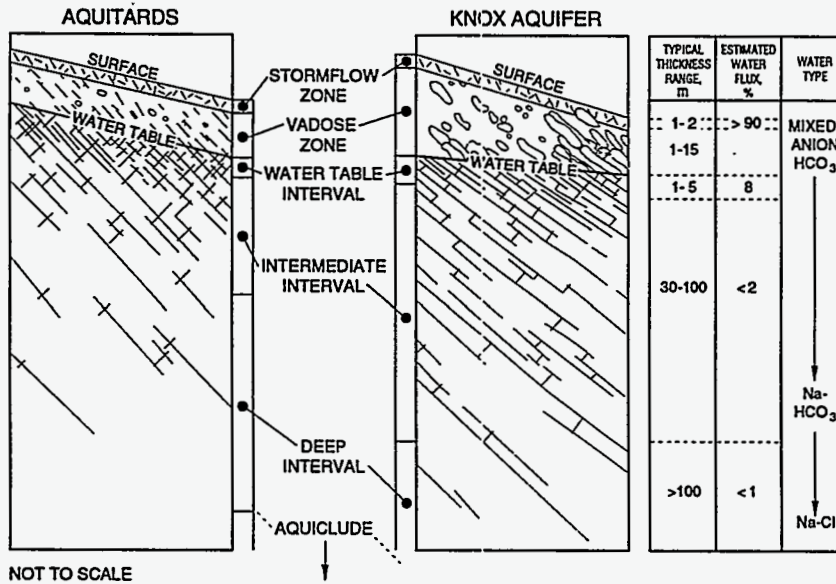 AQUITARDS
KNOX AQUIFER
SURFACE
WATER TABLE
STORMFLOW
ZONE
VADOSE
ZONE
WATER TABLE
INTERVAL
INTERMEDIATE
INTERVAL
DEEP
INTERVAL
AQUICLUDE
SURFACE
WATER TABLE
TYPICAL
THICKNESS
RANGE,
m
ESTIMATED
WATER
FLUX,
%
WATER
TYPE
1-2
>90
MIXED
ANION
HCO3
1-15
-
1-5
8
30-100
<2
Na-
HCO3
>100
<1
Na-Cl
NOT TO SCALE